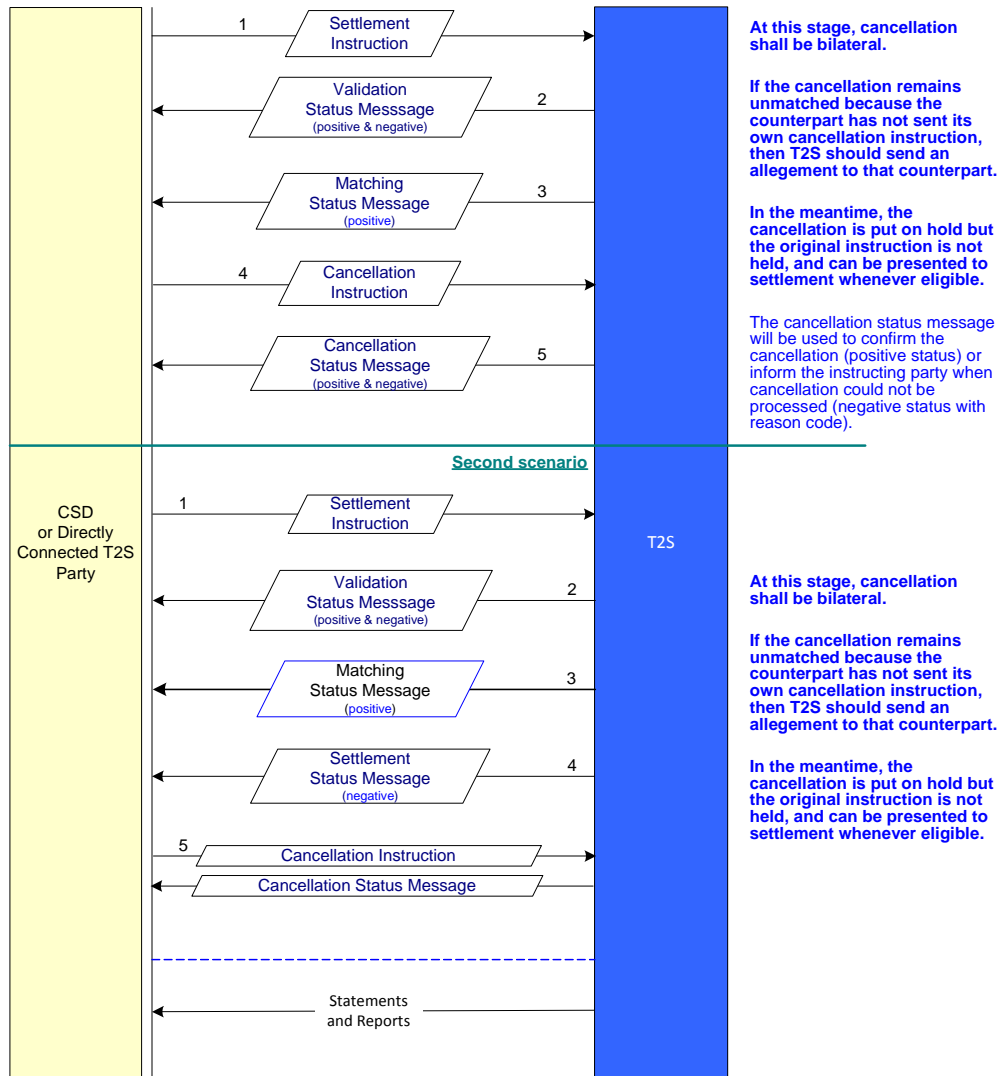 1
Settlement
Instruction
At this stage, cancellation
shall be bilateral.
Validation
Status Messsage
(positive & negative)
2
If the cancellation remains
unmatched because the
counterpart has not sent its
own cancellation instruction,
then T2S should send an
allegement to that counterpart.
Matching
Status Message
(positive)
3
In the meantime, the
cancellation is put on hold but
the original instruction is not
held, and can be presented to
settlement whenever eligible.
4
Cancellation
Instruction
Cancellation
Status Message
(positive & negative)
5
The cancellation status message
will be used to confirm the
cancellation (positive status) or
inform the instructing party when
cancellation could not be
processed (negative status with
reason code).
Second scenario
CSD
or Directly
Connected T2S
Party
T2S
1
Settlement
Instruction
Validation
Status Messsage
(positive & negative)
2
At this stage, cancellation
shall be bilateral.
Matching
Status Message
(positive)
3
If the cancellation remains
unmatched because the
counterpart has not sent its
own cancellation instruction,
then T2S should send an
allegement to that counterpart.
Settlement
Status Message
(negative)
4
In the meantime, the
cancellation is put on hold but
the original instruction is not
held, and can be presented to
settlement whenever eligible.
5
Cancellation Instruction
Cancellation Status Message
Statements
and Reports